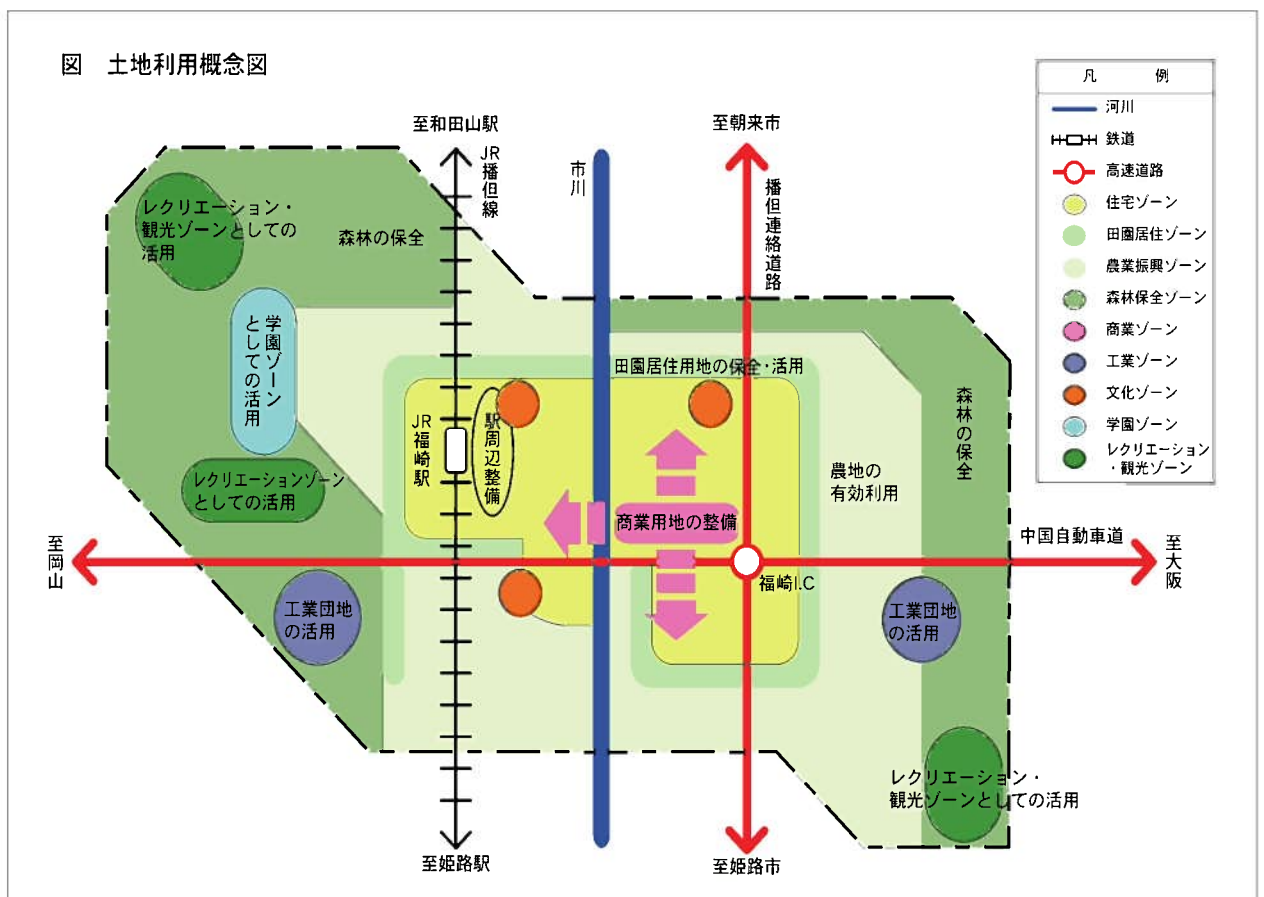 図 土地利用概念図
凡 例
河川
鉄道
高速道路
住宅ゾーン
田園居住ゾーン
農業振興ゾーン
森林保全ゾーン
商業ゾーン
工業ゾーン
文化ゾーン
学園ゾーン
レクリエーション
・観光ゾーン
至和田山駅
JR播但線
市川
至朝来市
播但連絡道路
レクリエーション・
観光ゾーンとしての
活用
森林の保全
学園ゾーン
としての活用
田園居住用地の保全・活用
JR福崎駅
駅周辺整備
農地の
有効利用
森林の保全
レクリエーションゾーン
としての活用
商業用地の整備
至岡山
中国自動車道
至大阪
福崎I.C
工業団地
の活用
工業団地
の活用
レクリエーション・
観光ゾーンとしての活用
至姫路駅
至姫路市